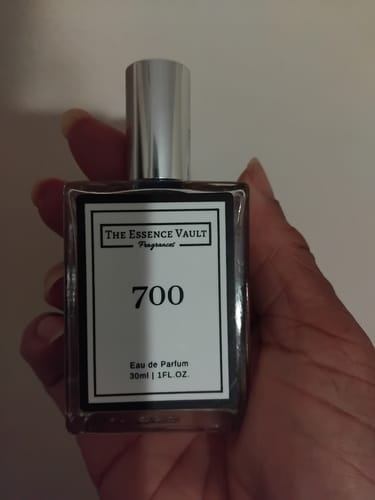 THE ESSENCE VAULT
Fragrances
700
Eau de Parfum
30ml | 1FL.OZ.